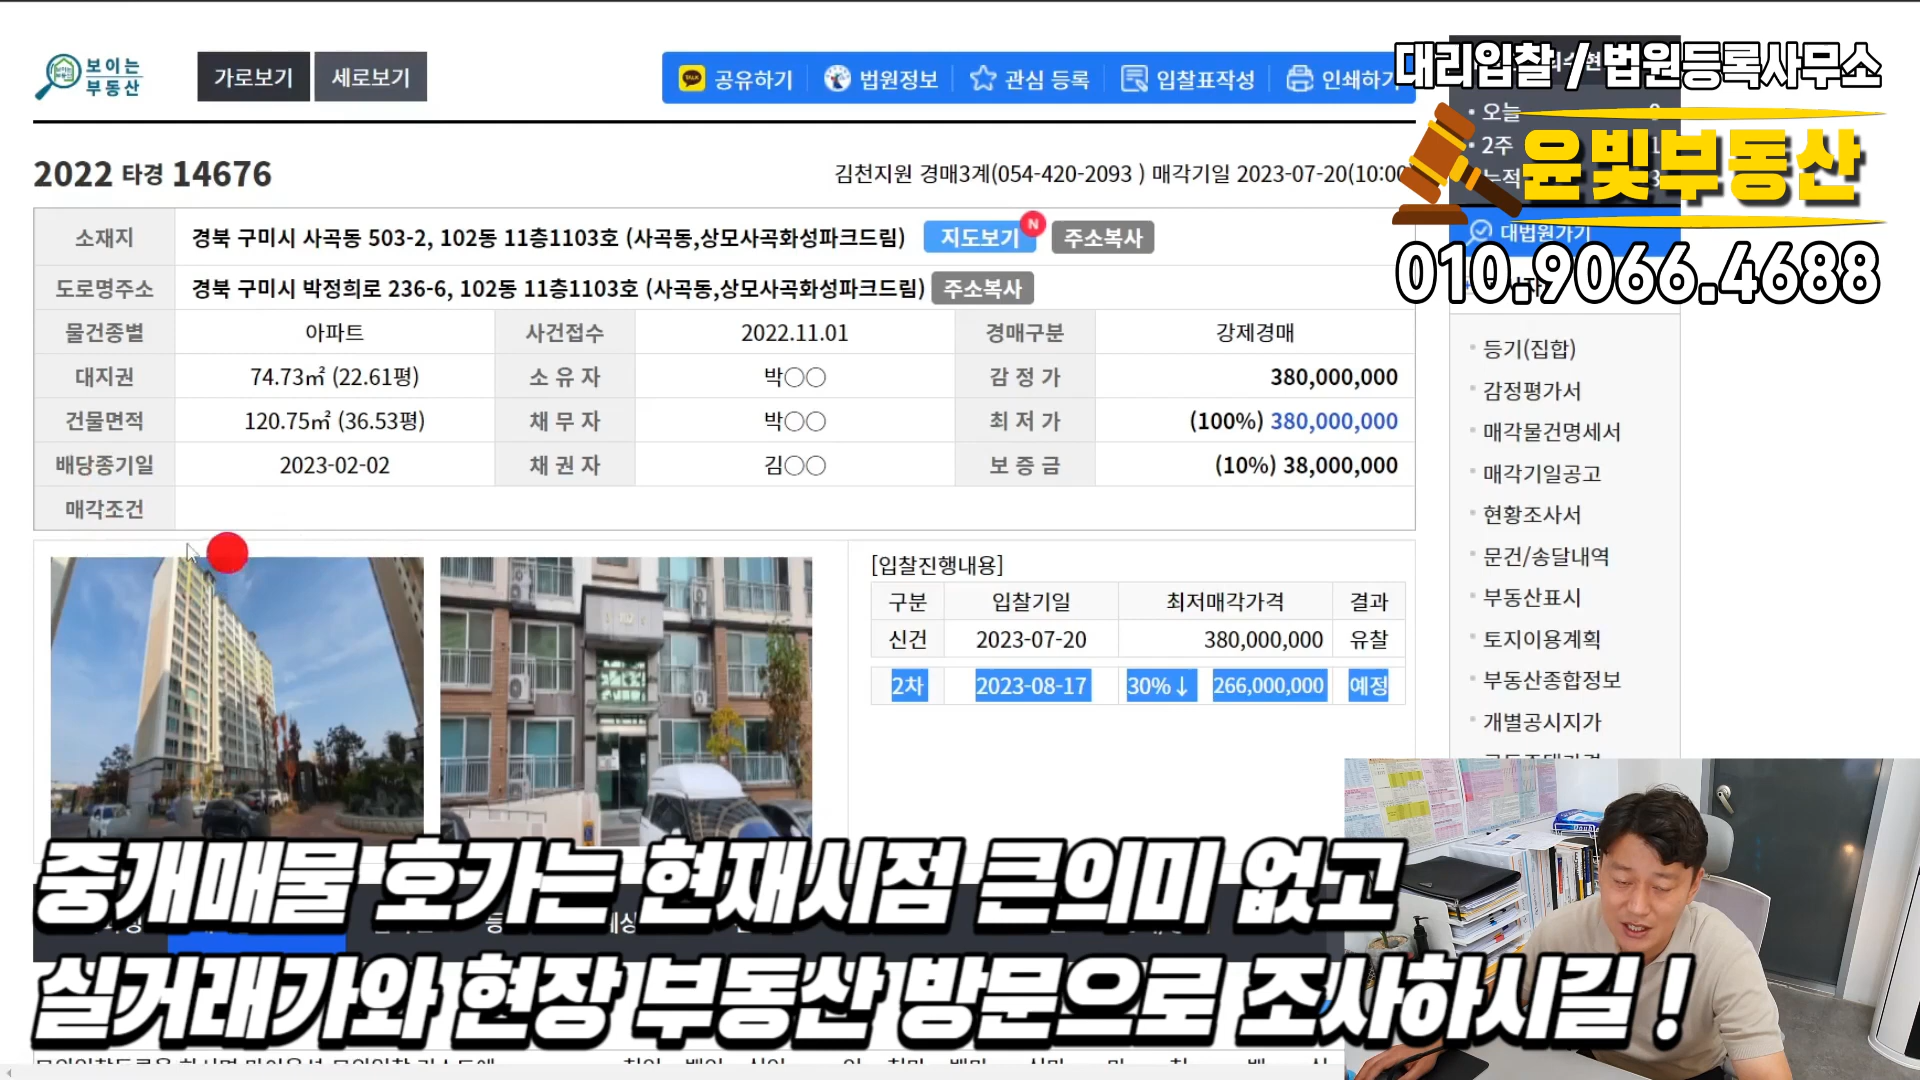 보이는
부동산
가로보기 세로보기
공유하기 법원정보 관심 등록 입찰표작성 인쇄하기
대리입찰 / 법원등록사무소
윤빛부동산
010.9066.4688
오늘
2주
누적
대법원가기
2022 타경 14676
김천지원 경매3계(054-420-2093 ) 매각기일 2023-07-20(10:00
소재지 경북 구미시 사곡동 503-2, 102동 11층1103호 (사곡동,상모사곡화성파크드림) 지도보기 N 주소복사
도로명주소 경북 구미시 박정희로 236-6, 102동 11층1103호 (사곡동,상모사곡화성파크드림) 주소복사
물건종별 아파트 사건접수 2022.11.01 경매구분 강제경매
대지권 74.73㎡ (22.61평) 소 유 자 박○○ 감 정 가 380,000,000
건물면적 120.75㎡ (36.53평) 채 무 자 박○○ 최 저 가 (100%) 380,000,000
배당종기일 2023-02-02 채 권 자 김○○ 보 증 금 (10%) 38,000,000
매각조건
[입찰진행내용]
구분 입찰기일 최저매각가격 결과
신건 2023-07-20 380,000,000 유찰
2차 2023-08-17 30%↓ 266,000,000 예정
등기(집합)
감정평가서
매각물건명세서
매각기일공고
현황조사서
문건/송달내역
부동산표시
토지이용계획
부동산종합정보
개별공시지가
중개매물 호가는 현재시점 큰의미 없고
실거래가와 현장 부동산 방문으로 조사하시길 !